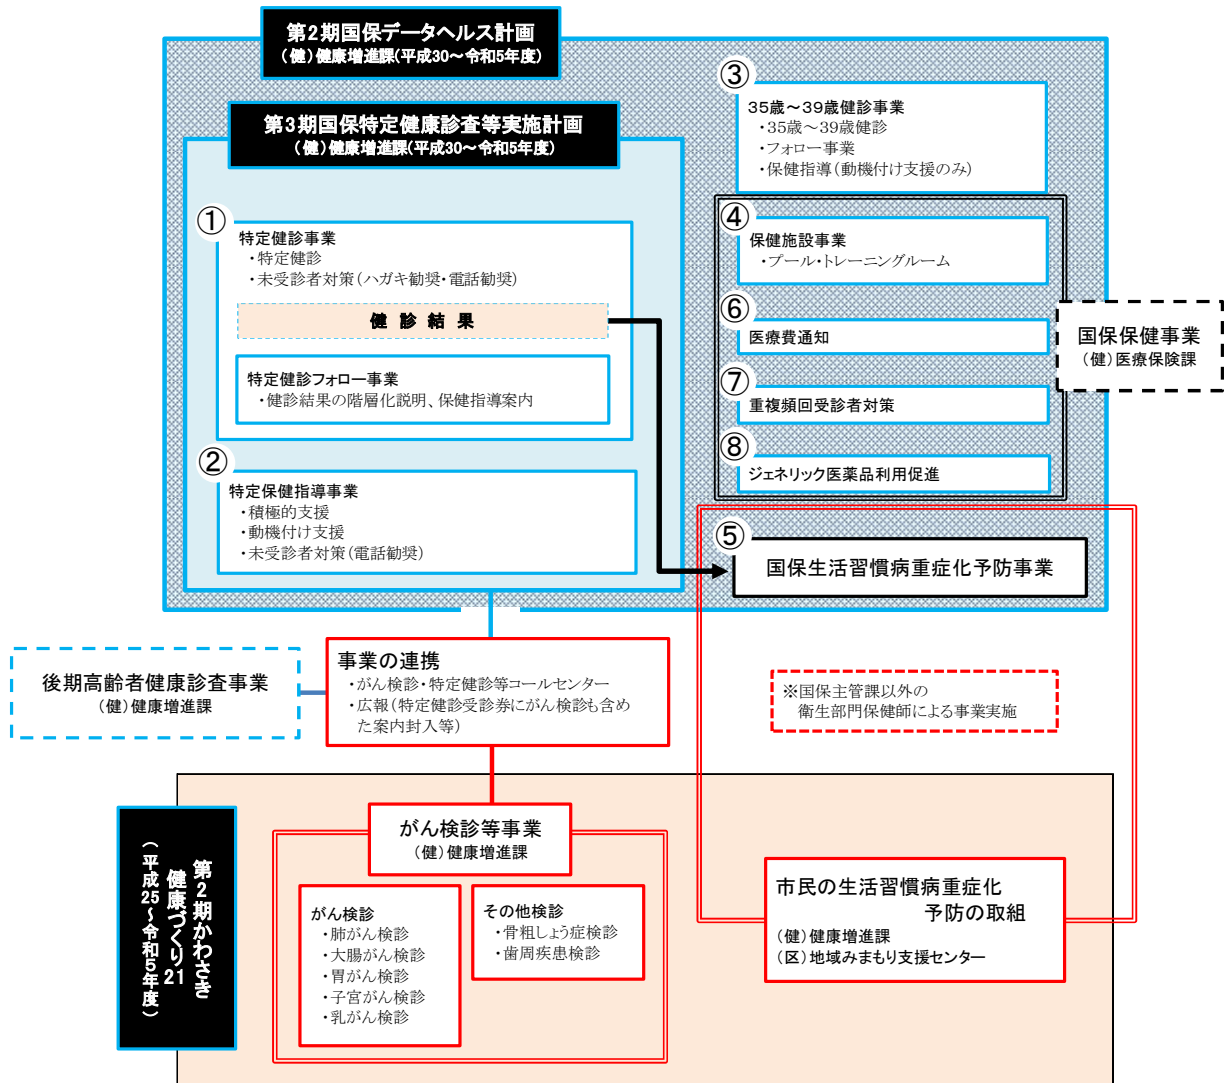 第2期国保データヘルス計画
(健)健康増進課(平成30～令和5年度)
第3期国保特定健康診査等実施計画
(健)健康増進課(平成30～令和5年度)
①
特定健診事業
・特定健診
・未受診者対策(ハガキ勧奨・電話勧奨)
健診結果
特定健診フォロー事業
・健診結果の階層化説明、保健指導案内
②
特定保健指導事業
・積極的支援
・動機付け支援
・未受診者対策(電話勧奨)
③
35歳～39歳健診事業
・35歳～39歳健診
・フォロー事業
・保健指導(動機付け支援のみ)
④
保健施設事業
・プール・トレーニングルーム
⑥
医療費通知
⑦
重複頻回受診者対策
⑧
ジェネリック医薬品利用促進
国保保健事業
(健)医療保険課
⑤
国保生活習慣病重症化予防事業
後期高齢者健康診査事業
(健)健康増進課
事業の連携
・がん検診・特定健診等コールセンター
・広報(特定健診受診券にがん検診も含め
た案内封入等)
※国保主管課以外の
衛生部門保健師による事業実施
第2期かわさき
健康づくり21
(平成25～令和5年度)
がん検診等事業
(健)健康増進課
がん検診
・肺がん検診
・大腸がん検診
・胃がん検診
・子宮がん検診
・乳がん検診
その他検診
・骨粗しょう症検診
・歯周疾患検診
市民の生活習慣病重症化
予防の取組
(健)健康増進課
(区)地域みまもり支援センター